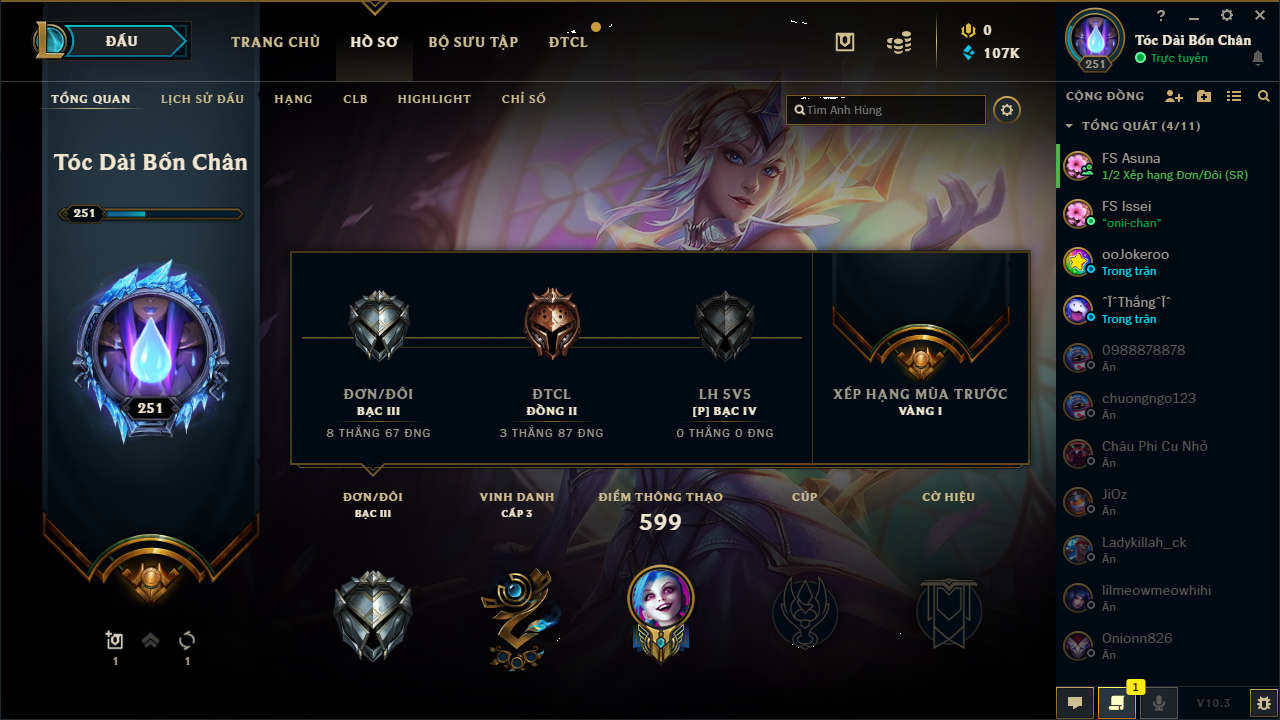 ĐẤU
TRANG CHỦ
HỒ SƠ
BỘ SƯU TẬP
ĐTCL
0
107K
?
Tóc Dài Bốn Chân
Trực tuyến
251
TỔNG QUAN
LỊCH SỬ ĐẤU
HẠNG
CLB
HIGHLIGHT
CHỈ SỐ
Tìm Anh Hùng
CỘNG ĐỒNG
TỔNG QUÁT (4/11)
Tóc Dài Bốn Chân
251
251
ĐƠN/ĐÔI
BẠC III
8 THẮNG 67 ĐNG
ĐTCL
ĐỒNG II
3 THẮNG 87 ĐNG
LH 5V5
[P] BẠC IV
0 THẮNG 0 ĐNG
XẾP HẠNG MÙA TRƯỚC
VÀNG I
ĐƠN/ĐÔI
BẠC III
VINH DANH
CẤP 3
ĐIỂM THÔNG THẠO
599
CÚP
CỜ HIỆU
1
1
FS Asuna
1/2 Xếp hạng Đơn/Đôi (SR)
FS Issei
“onii-chan”
ooJokeroo
Trong trận
ˆÏˆThắngˆÏˆ
Trong trận
0988878878
Ẩn
chuongngo123
Ẩn
Châu Phi Cu Nhỏ
Ẩn
JiOz
Ẩn
Ladykillah_ck
Ẩn
lilmeowmeowhihi
Ẩn
Onionn826
Ẩn
1
V10.3